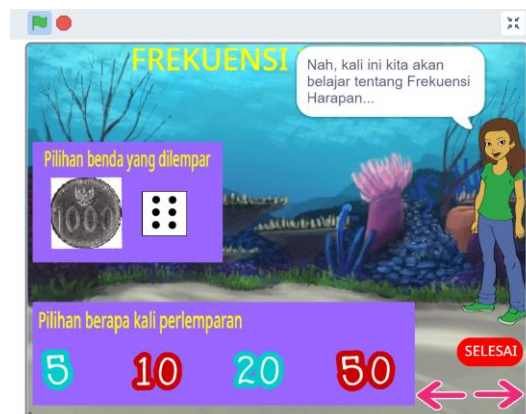 FREKUENSI
Nah, kali ini kita akan
belajar tentang Frekuensi
Harapan...
Pilihan benda yang dilempar
1000
Pilihan berapa kali perlemparan
5 10 20 50
SELESAI